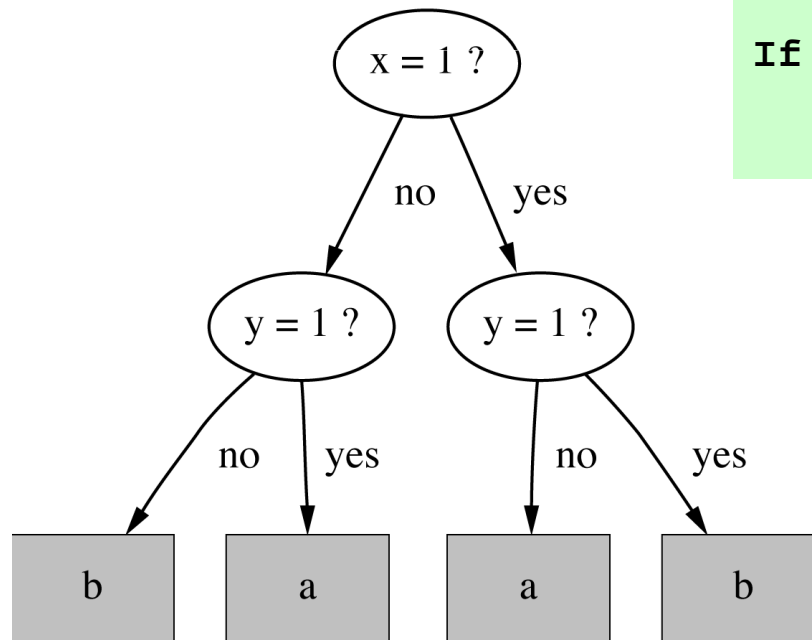 x = 1 ?
If
no
yes
y = 1 ?
y = 1 ?
no
yes
no
yes
b
a
a
b